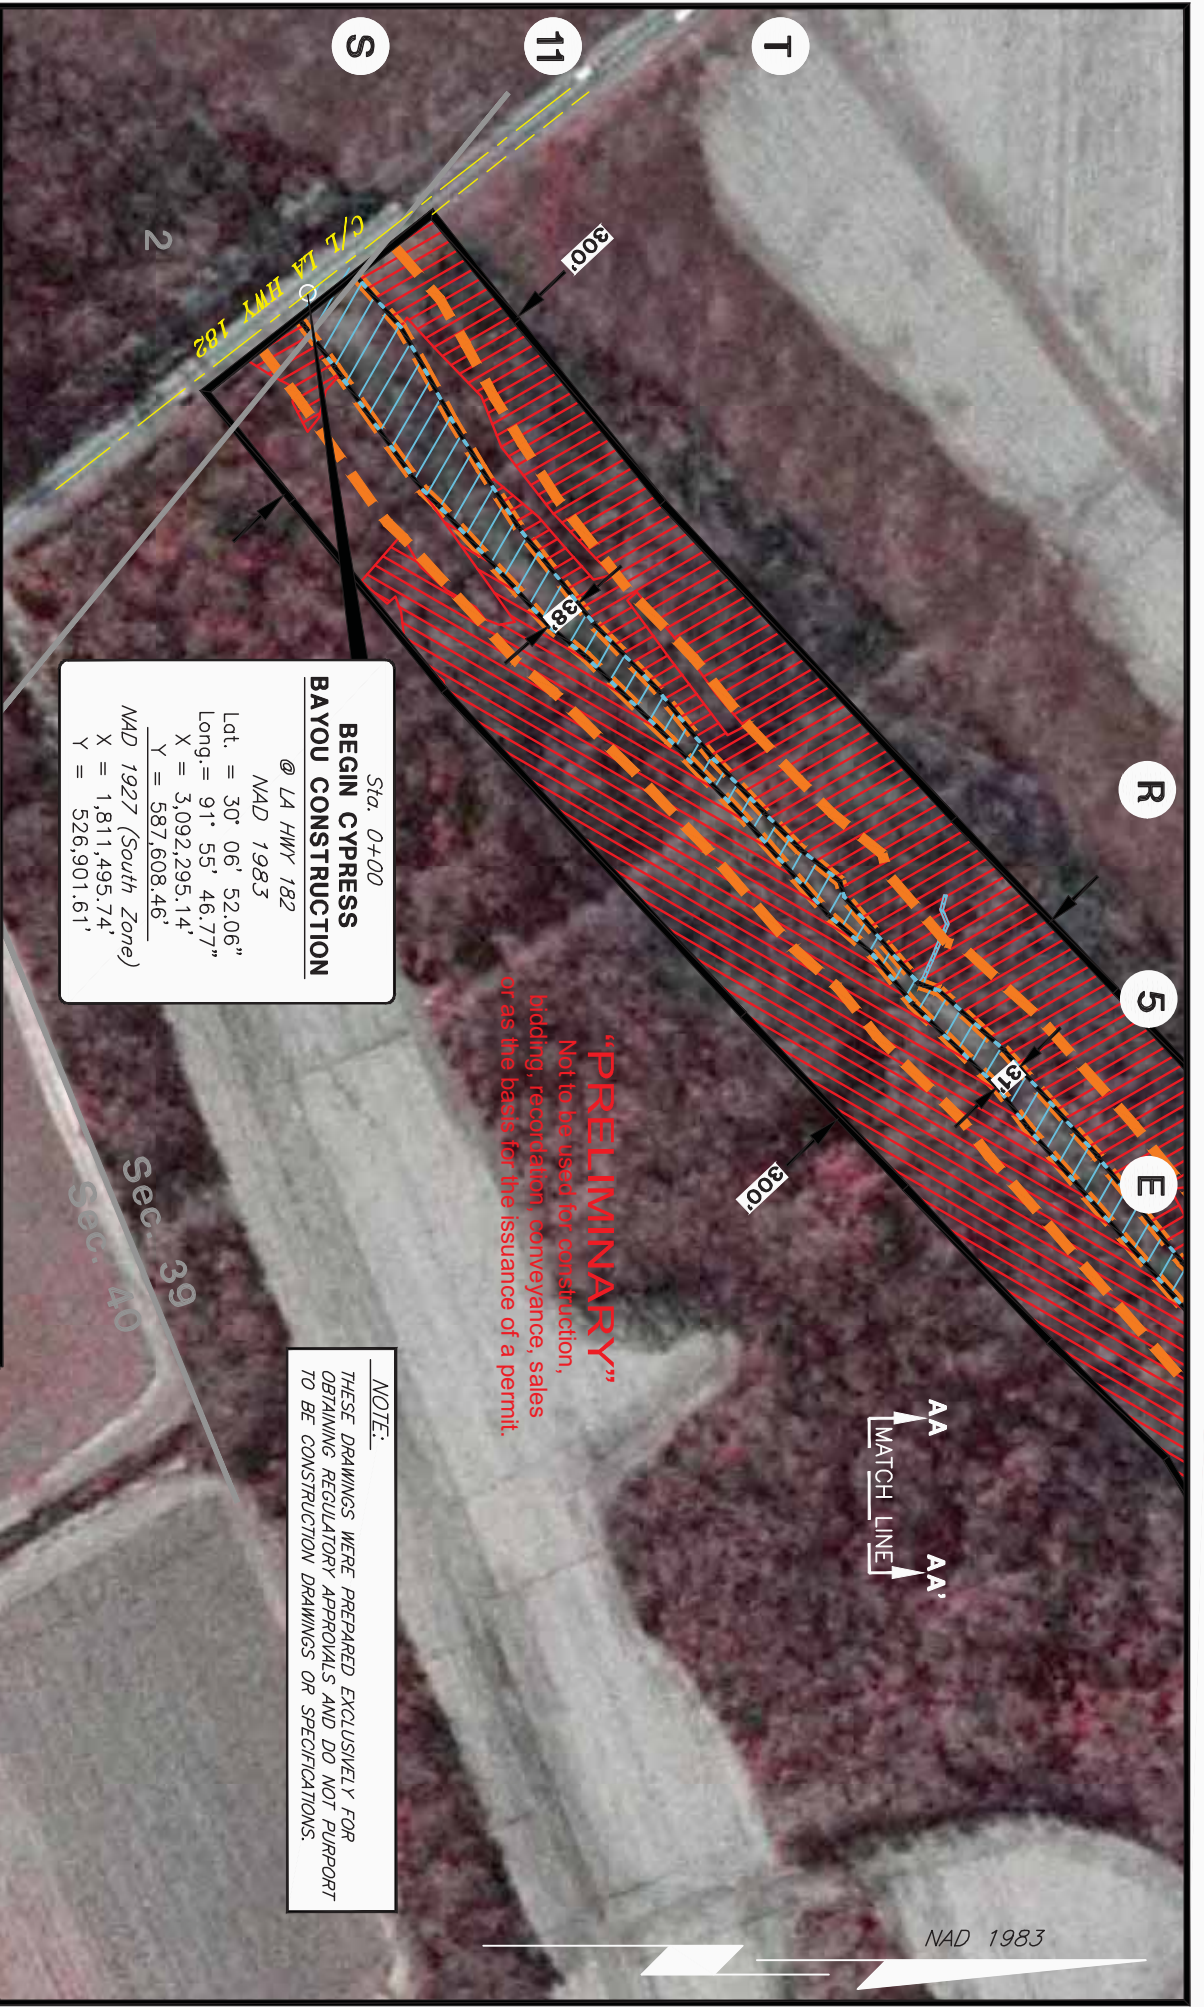 T
11
S
R
5
E
300'
C/L LA HWY 182
2
38'
31'
300'
Sta. 0+00
BEGIN CYPRESS
BAYOU CONSTRUCTION
@ LA HWY 182
NAD 1983
Lat. = 30° 06' 52.06"
Long.= 91° 55' 46.77"
X = 3,092,295.14'
Y = 587,608.46'
NAD 1927 (South Zone)
X = 1,811,495.74'
Y = 526,901.61'
"PRELIMINARY"
Not to be used for construction,
bidding, recordation, conveyance, sales
or as the basis for the issuance of a permit.
Sec. 39
Sec. 40
AA AA'
MATCH LINE
NOTE:
THESE DRAWINGS WERE PREPARED EXCLUSIVELY FOR
OBTAINING REGULATORY APPROVALS AND DO NOT PURPORT
TO BE CONSTRUCTION DRAWINGS OR SPECIFICATIONS.
NAD 1983